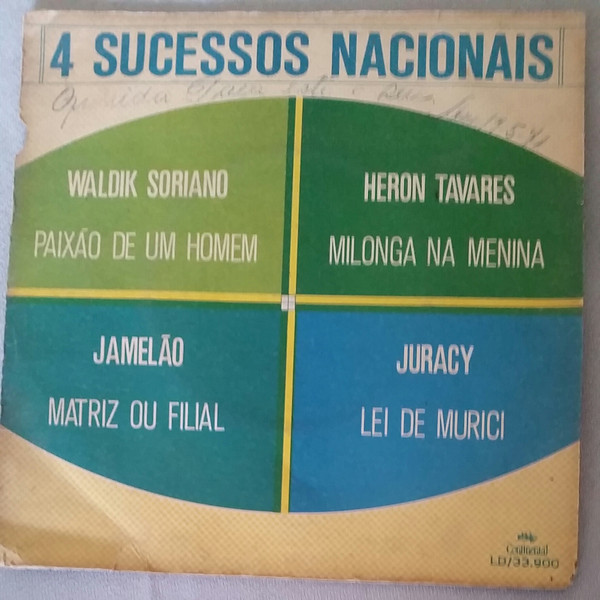 4 SUCESSOS NACIONAIS
Querida
WALDIK SORIANO
PAIXÃO DE UM HOMEM
HERON TAVARES
MILONGA NA MENINA
JAMELÃO
MATRIZ OU FILIAL
JURACY
LEI DE MURICI
Continental
LD/33.900